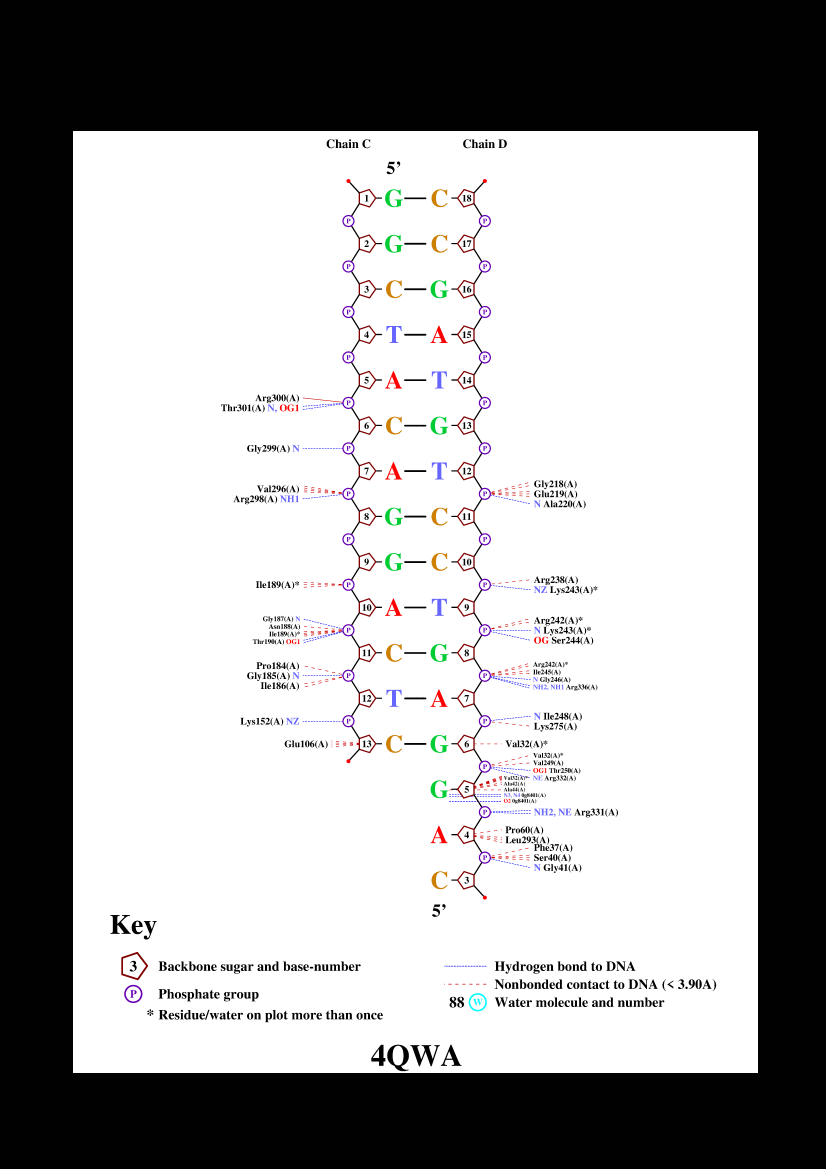 Chain C Chain D
5’
1 G C 18
P P
2 G C 17
P P
3 C G 16
P P
4 T A 15
P P
5 A T 14
Arg300(A)
Thr301(A) N, OG1 P P
6 C G 13
Gly299(A) N P P
7 A T 12
Gly218(A)
Val296(A) P P Glu219(A)
Arg298(A) NH1 N Ala220(A)
8 G C 11
P P
9 G C 10
Arg238(A)
Ile189(A)* P P NZ Lys243(A)*
10 A T 9
Gly187(A) N Arg242(A)*
Asn188(A) P P N Lys243(A)*
Ile189(A)* OG Ser244(A)
Thr190(A) OG1
11 C G 8
Pro184(A) Arg242(A)*
Gly185(A) N P P Ile245(A)
Ile186(A) N Gly246(A)
NH2, NH1 Arg336(A)
12 T A 7
Lys152(A) NZ P P N Ile248(A)
Lys275(A)
Glu106(A) 13 C G 6 Val32(A)*
Val32(A)*
P Val249(A)
OG1 Thr250(A)
NE Arg332(A)
Val32(A)*
Ala42(A)
G 5 Ala44(A)
N3, N4 0g8401(A)
O2 0g8401(A)
P NH2, NE Arg331(A)
A 4 Pro60(A)
Leu293(A)
Phe37(A)
P Ser40(A)
N Gly41(A)
C 3
5’
Key
3 Backbone sugar and base-number
P Phosphate group
* Residue/water on plot more than once
Hydrogen bond to DNA
Nonbonded contact to DNA (< 3.90A)
88 W Water molecule and number
4QWA